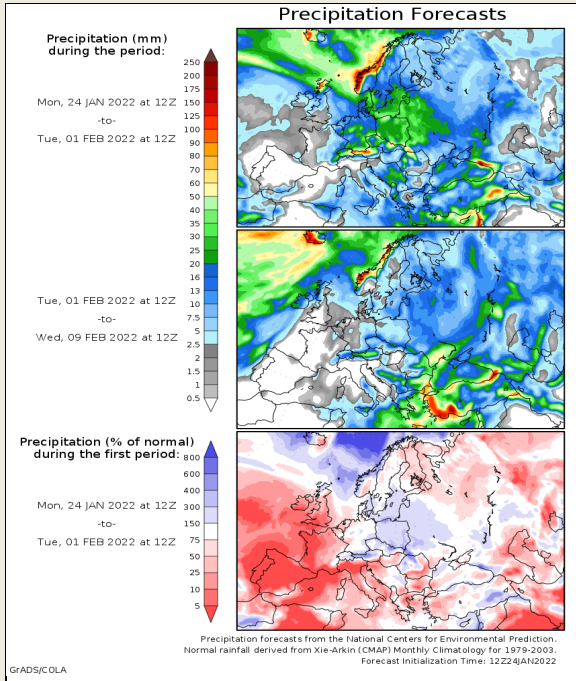 Precipitation Forecasts
Precipitation (mm)
during the period:
Mon, 24 JAN 2022 at 12Z
-to-
Tue, 01 FEB 2022 at 12Z
250
200
175
150
125
100
90
80
70
60
50
45
40
35
30
25
20
16
13
10
7.5
5
2.5
2
1.5
1
0.5
Tue, 01 FEB 2022 at 12Z
-to-
Wed, 09 FEB 2022 at 12Z
Precipitation (% of normal)
during the first period:
Mon, 24 JAN 2022 at 12Z
-to-
Tue, 01 FEB 2022 at 12Z
800
600
400
300
150
75
50
25
10
5
Precipitation forecasts from the National Centers for Environmental Prediction.
Normal rainfall derived from Xie-Arkin (CMAP) Monthly Climatology for 1979-2003.
Forecast Initialization Time: 12Z24JAN2022
GrADS/COLA